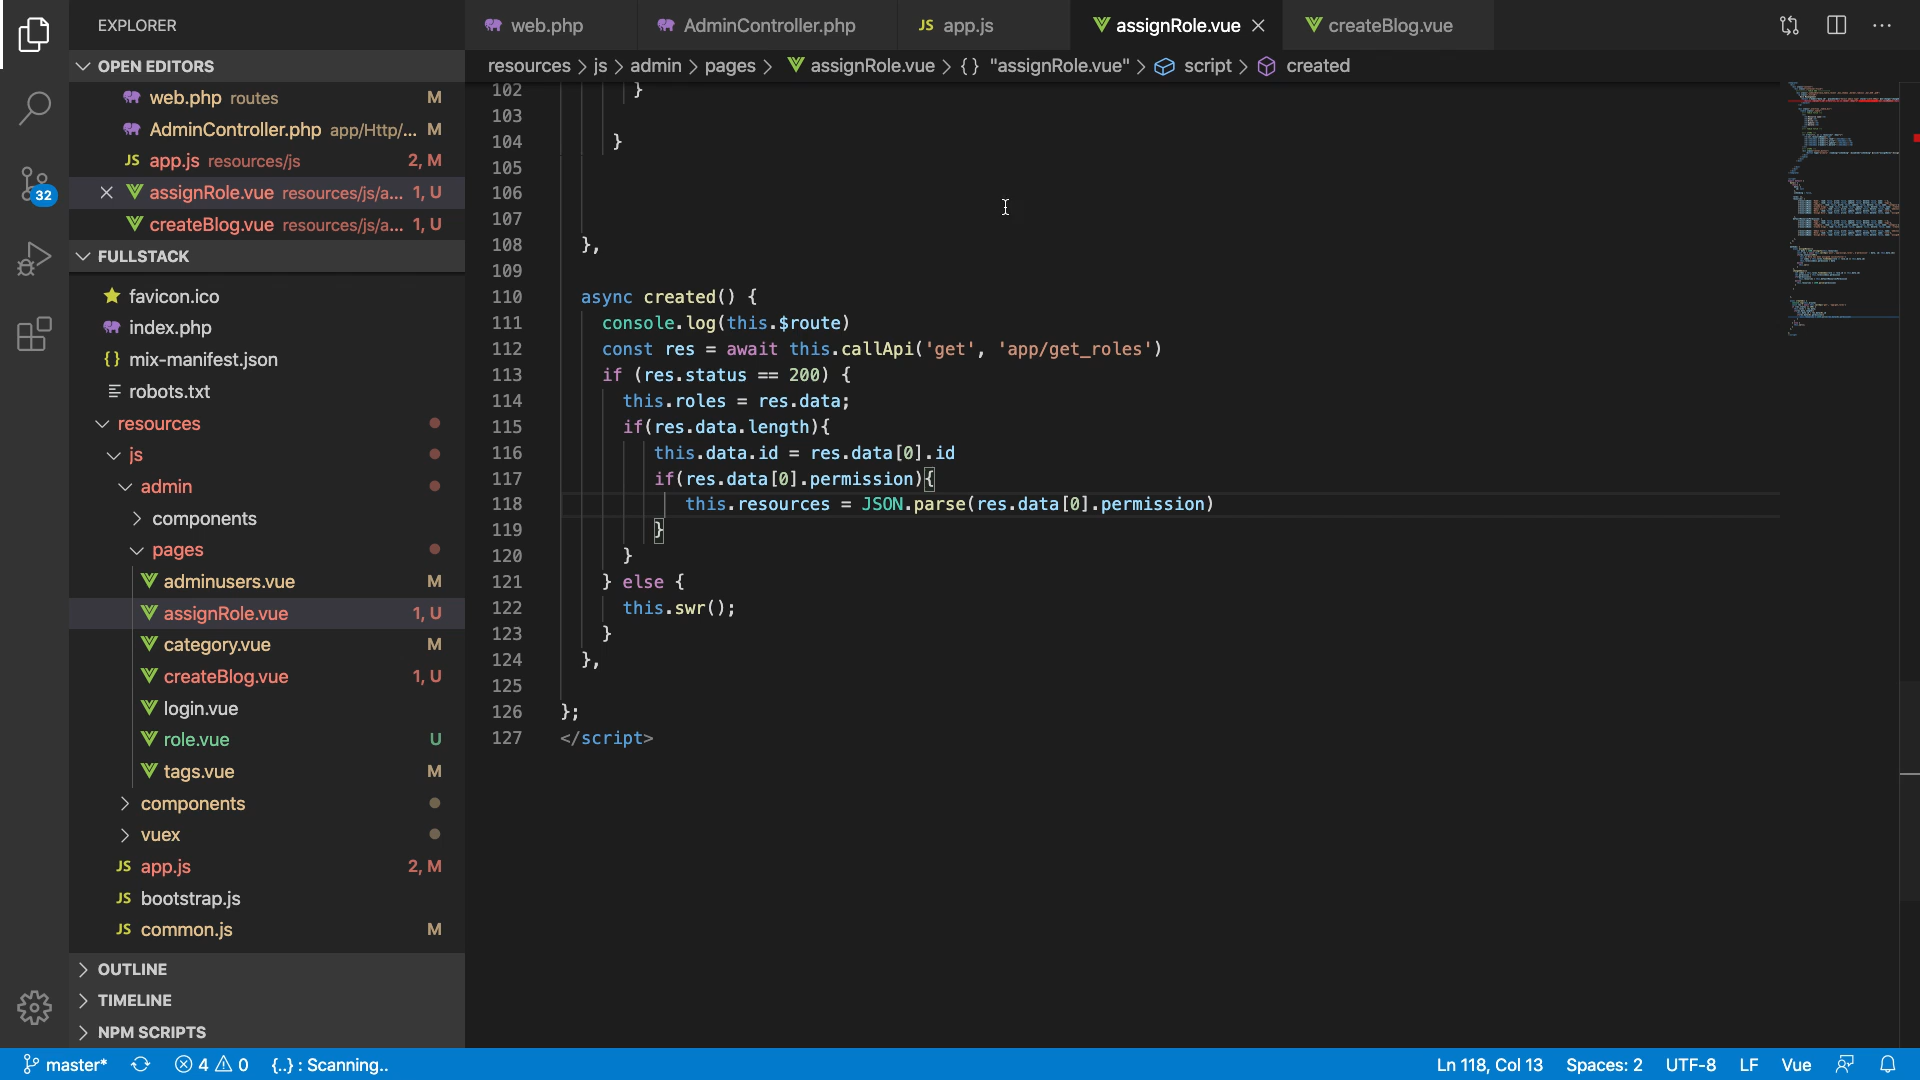 EXPLORER
OPEN EDITORS
web.php routes M
AdminController.php app/Http/... M
JS app.js resources/js 2, M
assignRole.vue resources/js/a... 1, U
createBlog.vue resources/js/a... 1, U
FULLSTACK
favicon.ico
index.php
{} mix-manifest.json
robots.txt
resources
js
admin
components
pages
adminusers.vue M
assignRole.vue 1, U
category.vue M
createBlog.vue 1, U
login.vue
role.vue U
tags.vue M
components
vuex
JS app.js 2, M
JS bootstrap.js
JS common.js M
OUTLINE
TIMELINE
NPM SCRIPTS
32
web.php AdminController.php JS app.js assignRole.vue createBlog.vue
resources > js > admin > pages > assignRole.vue > {} "assignRole.vue" > script > created
102 }
103
104 }
105
106
107
108 },
109
110 async created() {
111 console.log(this.$route)
112 const res = await this.callApi('get', 'app/get_roles')
113 if (res.status == 200) {
114 this.roles = res.data;
115 if(res.data.length){
116 this.data.id = res.data[0].id
117 if(res.data[0].permission){
118 this.resources = JSON.parse(res.data[0].permission)
119 }
120 }
121 } else {
122 this.swr();
123 }
124 },
125
126 };
127 </script>
master* 4 0 {..} : Scanning.. Ln 118, Col 13 Spaces: 2 UTF-8 LF Vue